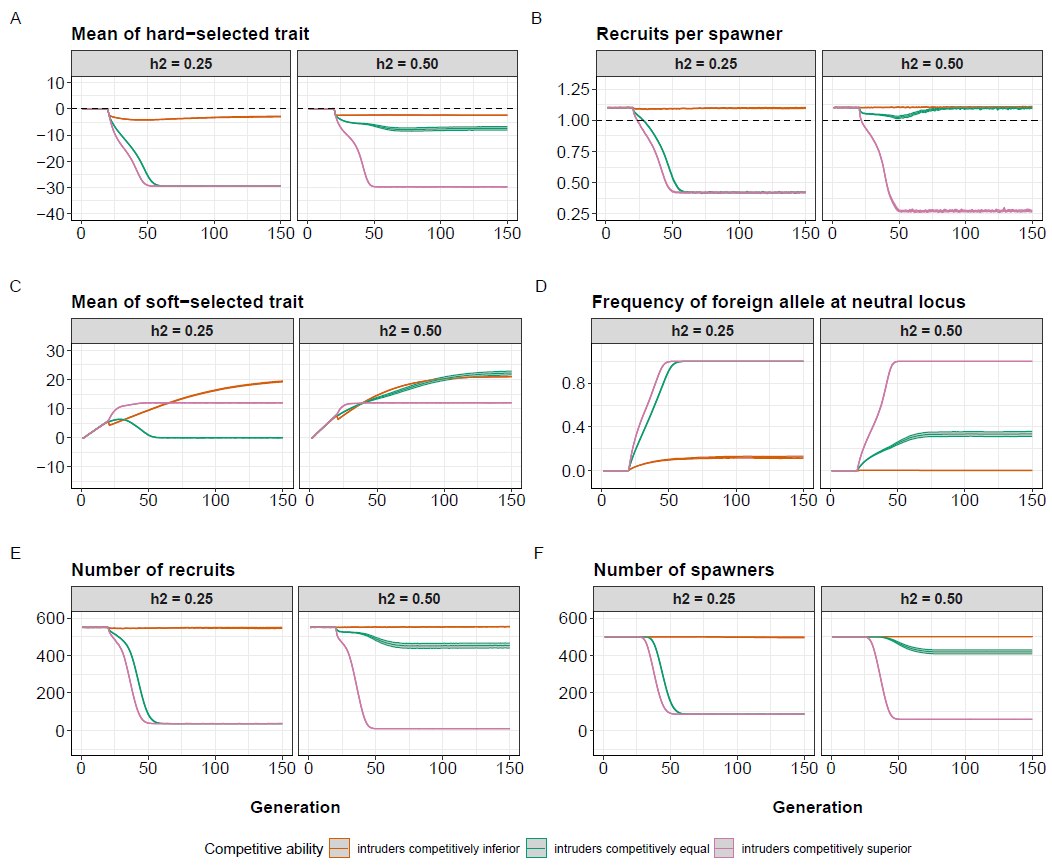 A
Mean of hard−selected trait
h2 = 0.25
h2 = 0.50
10
0
−10
−20
−30
−40
0
50
100
150
0
50
100
150
B
Recruits per spawner
h2 = 0.25
h2 = 0.50
1.25
1.00
0.75
0.50
0.25
0
50
100
150
0
50
100
150
C
Mean of soft−selected trait
h2 = 0.25
h2 = 0.50
30
20
10
0
−10
0
50
100
150
0
50
100
150
D
Frequency of foreign allele at neutral locus
h2 = 0.25
h2 = 0.50
0.8
0.4
0.0
0
50
100
150
0
50
100
150
E
Number of recruits
h2 = 0.25
h2 = 0.50
600
400
200
0
0
50
100
150
0
50
100
150
Generation
F
Number of spawners
h2 = 0.25
h2 = 0.50
600
400
200
0
0
50
100
150
0
50
100
150
Generation
Competitive ability
intruders competitively inferior
intruders competitively equal
intruders competitively superior